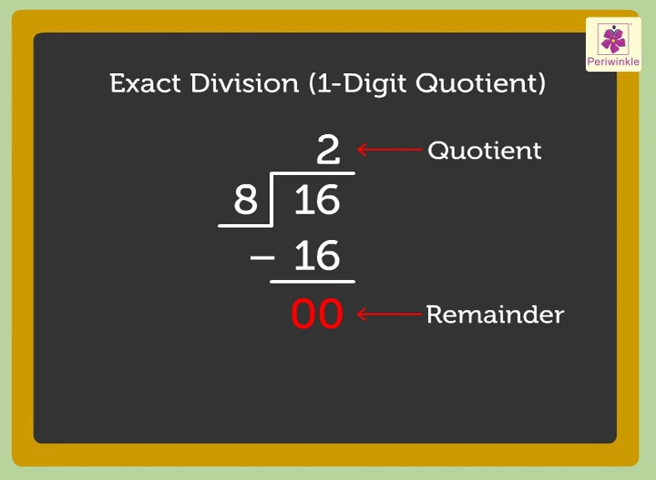 Periwinkle
Exact Division (1-Digit Quotient)
2 Quotient
8 16
– 16
00 Remainder